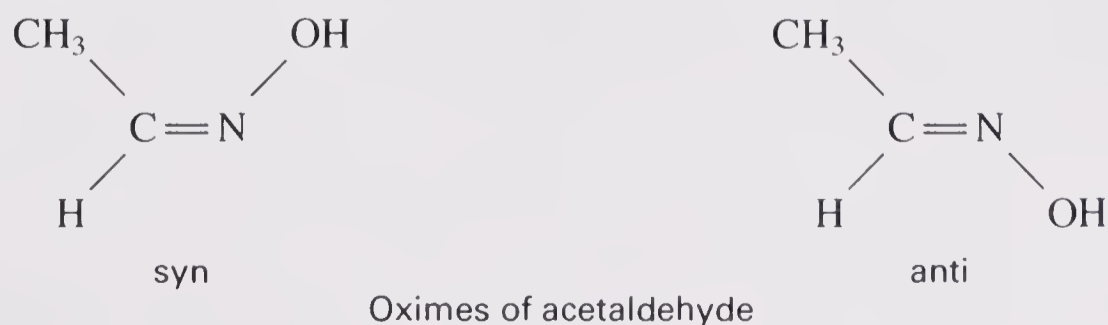 CH₃ OH CH₃
C=N C=N
H H OH
syn anti
Oximes of acetaldehyde